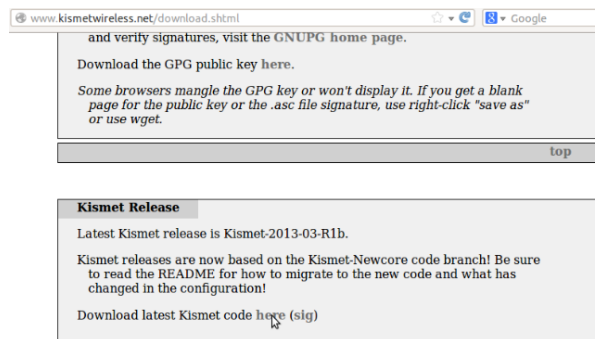 www.kismetwireless.net/download.shtml
Google
and verify signatures, visit the GNUPG home page.
Download the GPG public key here.
Some browsers mangle the GPG key or won't display it. If you get a blank
page for the public key or the .asc file signature, use right-click "save as"
or use wget.
top
Kismet Release
Latest Kismet release is Kismet-2013-03-R1b.
Kismet releases are now based on the Kismet-Newcore code branch! Be sure
to read the README for how to migrate to the new code and what has
changed in the configuration!
Download latest Kismet code here (sig)